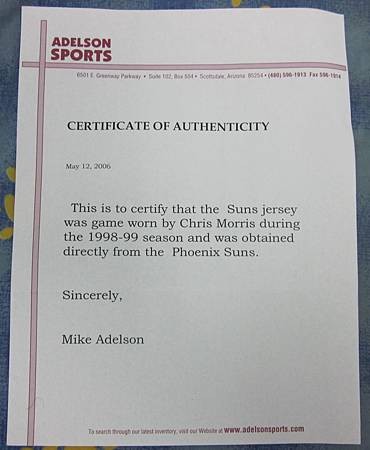 ADELSON
SPORTS
6501 E. Greenway Parkway • Suite 102, Box 504 • Scottsdale, Arizona 85254 • (480) 596-1913 Fax 596-1914
CERTIFICATE OF AUTHENTICITY
May 12, 2006
This is to certify that the Suns jersey
was game worn by Chris Morris during
the 1998-99 season and was obtained
directly from the Phoenix Suns.
Sincerely,
Mike Adelson
To search through our latest inventory, visit our Website at www.adelsonsports.com